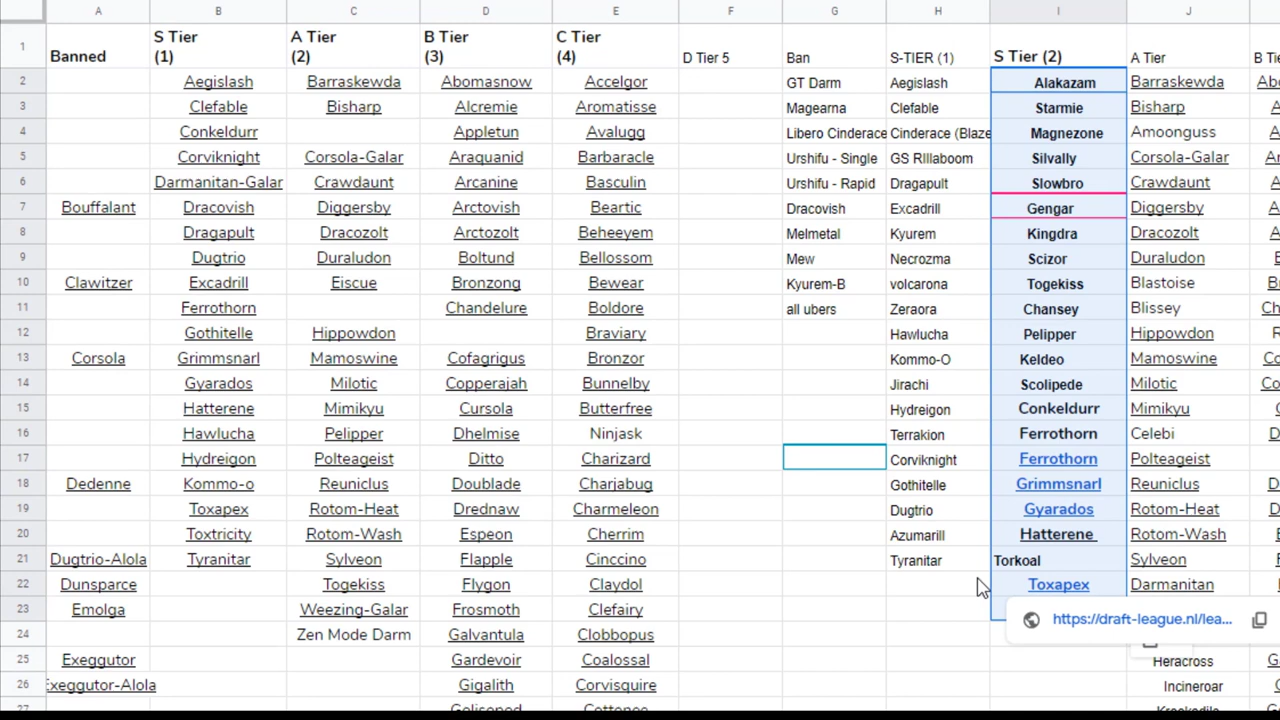 A B C D E F G H I J
1 Banned S Tier (1) A Tier (2) B Tier (3) C Tier (4) D Tier 5 Ban S-TIER (1) S Tier (2) A Tier B Tie
2 Aegislash Barraskewda Abomasnow Accelgor GT Darm Aegislash Alakazam Barraskewda Abo
3 Clefable Bisharp Alcremie Aromatisse Magearna Clefable Starmie Bisharp A
4 Conkeldurr Appletun Avalugg Libero Cinderace Cinderace (Blaze Magnezone Amoonguss A
5 Corviknight Corsola-Galar Araquanid Barbaracle Urshifu - Single GS RIllaboom Silvally Corsola-Galar A
6 Darmanitan-Galar Crawdaunt Arcanine Basculin Urshifu - Rapid Dragapult Slowbro Crawdaunt A
7 Bouffalant Dracovish Diggersby Arctovish Beartic Dracovish Excadrill Gengar Diggersby A
8 Dragapult Dracozolt Arctozolt Beheeyem Melmetal Kyurem Kingdra Dracozolt A
9 Dugtrio Duraludon Boltund Bellossom Mew Necrozma Scizor Duraludon B
10 Clawitzer Excadrill Eiscue Bronzong Bewear Kyurem-B volcarona Togekiss Blastoise B
11 Ferrothorn Chandelure Boldore all ubers Zeraora Chansey Blissey Ch
12 Gothitelle Hippowdon Braviary Hawlucha Pelipper Hippowdon R
13 Corsola Grimmsnarl Mamoswine Cofagrigus Bronzor Kommo-O Keldeo Mamoswine Co
14 Gyarados Milotic Copperajah Bunnelby Jirachi Scolipede Milotic Co
15 Hatterene Mimikyu Cursola Butterfree Hydreigon Conkeldurr Mimikyu C
16 Hawlucha Pelipper Dhelmise Ninjask Terrakion Ferrothorn Celebi D
17 Hydreigon Polteageist Ditto Charizard Corviknight Ferrothorn Polteageist
18 Dedenne Kommo-o Reuniclus Doublade Charjabug Gothitelle Grimmsnarl Reuniclus D
19 Toxapex Rotom-Heat Drednaw Charmeleon Dugtrio Gyarados Rotom-Heat D
20 Toxtricity Rotom-Wash Espeon Cherrim Azumarill Hatterene Rotom-Wash E
21 Dugtrio-Alola Tyranitar Sylveon Flapple Cinccino Tyranitar Torkoal Sylveon F
22 Dunsparce Togekiss Flygon Claydol Toxapex Darmanitan F
23 Emolga Weezing-Galar Frosmoth Clefairy https://draft-league.nl/lea...
24 Zen Mode Darm Galvantula Clobbopus
25 Exeggutor Gardevoir Coalossal Heracross G
26 Exeggutor-Alola Gigalith Corvisquire Incineroar G